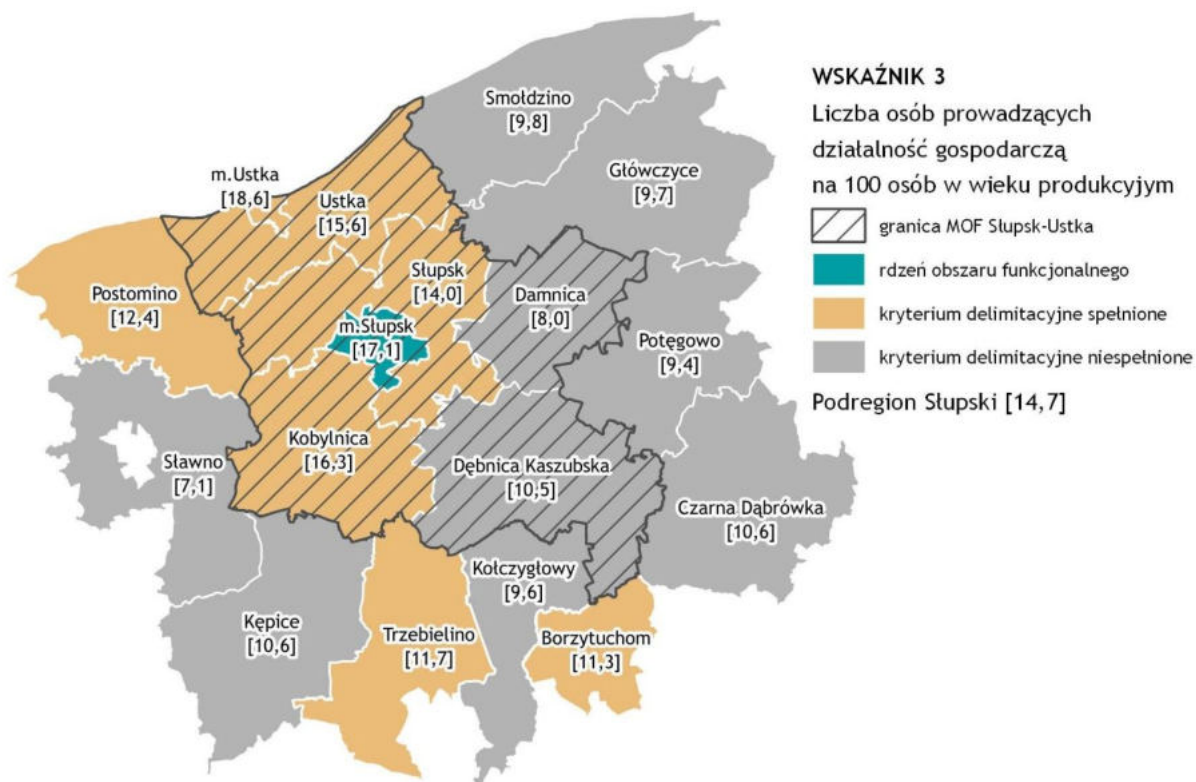 Smołdzino
[9,8]
Główczyce
[9,7]
m.Ustka
[18,6]
Ustka
[15,6]
Słupsk
[14,0]
Damnica
[8,0]
Postomino
[12,4]
m.Słupsk
[17,1]
Potęgowo
[9,4]
Kobylnica
[16,3]
Sławno
[7,1]
Dębnica Kaszubska
[10,5]
Czarna Dąbrówka
[10,6]
Kołczygłowy
[9,6]
Kępice
[10,6]
Trzebielino
[11,7]
Borzytuchom
[11,3]
WSKAŹNIK 3
Liczba osób prowadzących
działalność gospodarczą
na 100 osób w wieku produkcyjym
granica MOF Słupsk-Ustka
rdzeń obszaru funkcjonalnego
kryterium delimitacyjne spełnione
kryterium delimitacyjne niespełnione
Podregion Słupski [14,7]